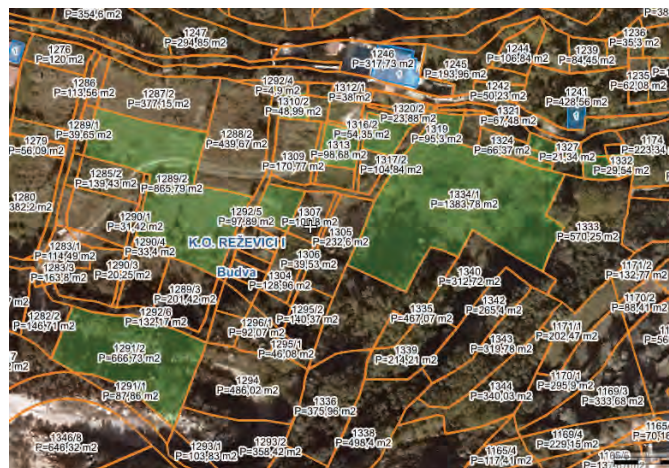 P=354,6 m2
1247
P=294,85 m2
1276
P=120 m2
1246
P=317,73 m2
1245
P=193,96 m2
1244
P=106,84 m2
1239
P=84,45 m2
1236
P=35,3 m2
1235
P=62,08 m2
1286
P=113,56 m2
1287/2
P=377,15 m2
1292/4
P=4,9 m2
1312/1
P=38 m2
1310/2
P=48,99 m2
1242
P=50,23 m2
1241
P=428,56 m2
1320/2
P=23,88 m2
1321
P=67,48 m2
1289/1
P=39,65 m2
1288/2
P=439,67 m2
1316/2
P=54,35 m2
1319
P=95,3 m2
1279
P=56,09 m2
1313
P=98,68 m2
1324
P=66,37 m2
1327
P=21,34 m2
1174
P=223,34
1309
P=170,77 m2
1317/2
P=104,84 m2
1332
P=29,54 m2
1285/2
P=139,43 m2
1289/2
P=865,79 m2
1334/1
P=1383,78 m2
1280
382,2 m2
1290/1
P=31,42 m2
1292/5
P=97,89 m2
1307
1305
P=232,6 m2
1333
P=570,25 m2
1283/1
P=114,49 m2
1290/4
P=33,4 m2
K.O. REŽEVIĆI I
Budva
1306
P=39,53 m2
1283/3
P=163,8 m2
1290/3
P=20,25 m2
1304
P=128,96 m2
1340
P=312,72 m2
1171/2
P=132,77 m2
1289/3
P=201,42 m2
1342
P=265,4 m2
1170/2
P=88,41 m2
1282/2
P=146,71 m2
1292/6
P=132,17 m2
1295/2
P=140,37 m2
1335
P=467,07 m2
1296/1
P=92,07 m2
1171/1
P=202,47 m2
1291/2
P=666,73 m2
1295/1
P=46,08 m2
1339
P=214,21 m2
1343
P=319,78 m2
1170/1
P=295,9 m2
1291/1
P=87,86 m2
1294
P=486,02 m2
1344
P=340,03 m2
1169/3
P=333,68 m2
1336
P=375,96 m2
1346/8
P=646,32 m2
1293/1
P=103,83 m2
1293/2
P=358,42 m2
1338
P=498,4 m2
1165/4
P=117,41 m2
1169/4
P=229,15 m2
P=70,16